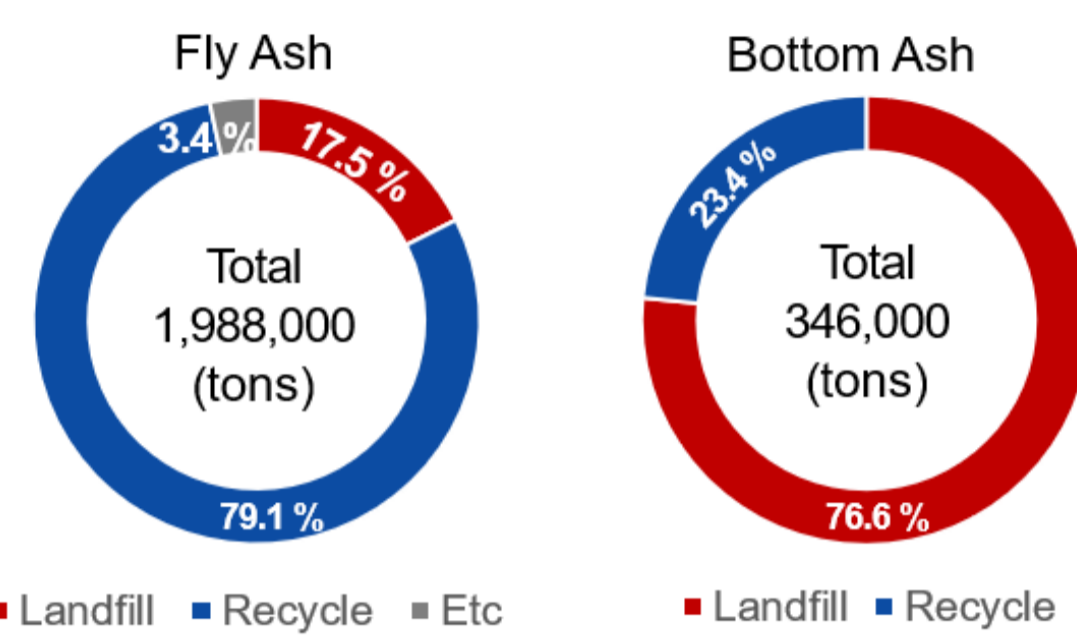 Fly Ash
3.4 %
17.5 %
Total
1,988,000
(tons)
79.1 %
Landfill Recycle Etc
Bottom Ash
23.4 %
Total
346,000
(tons)
76.6 %
Landfill Recycle